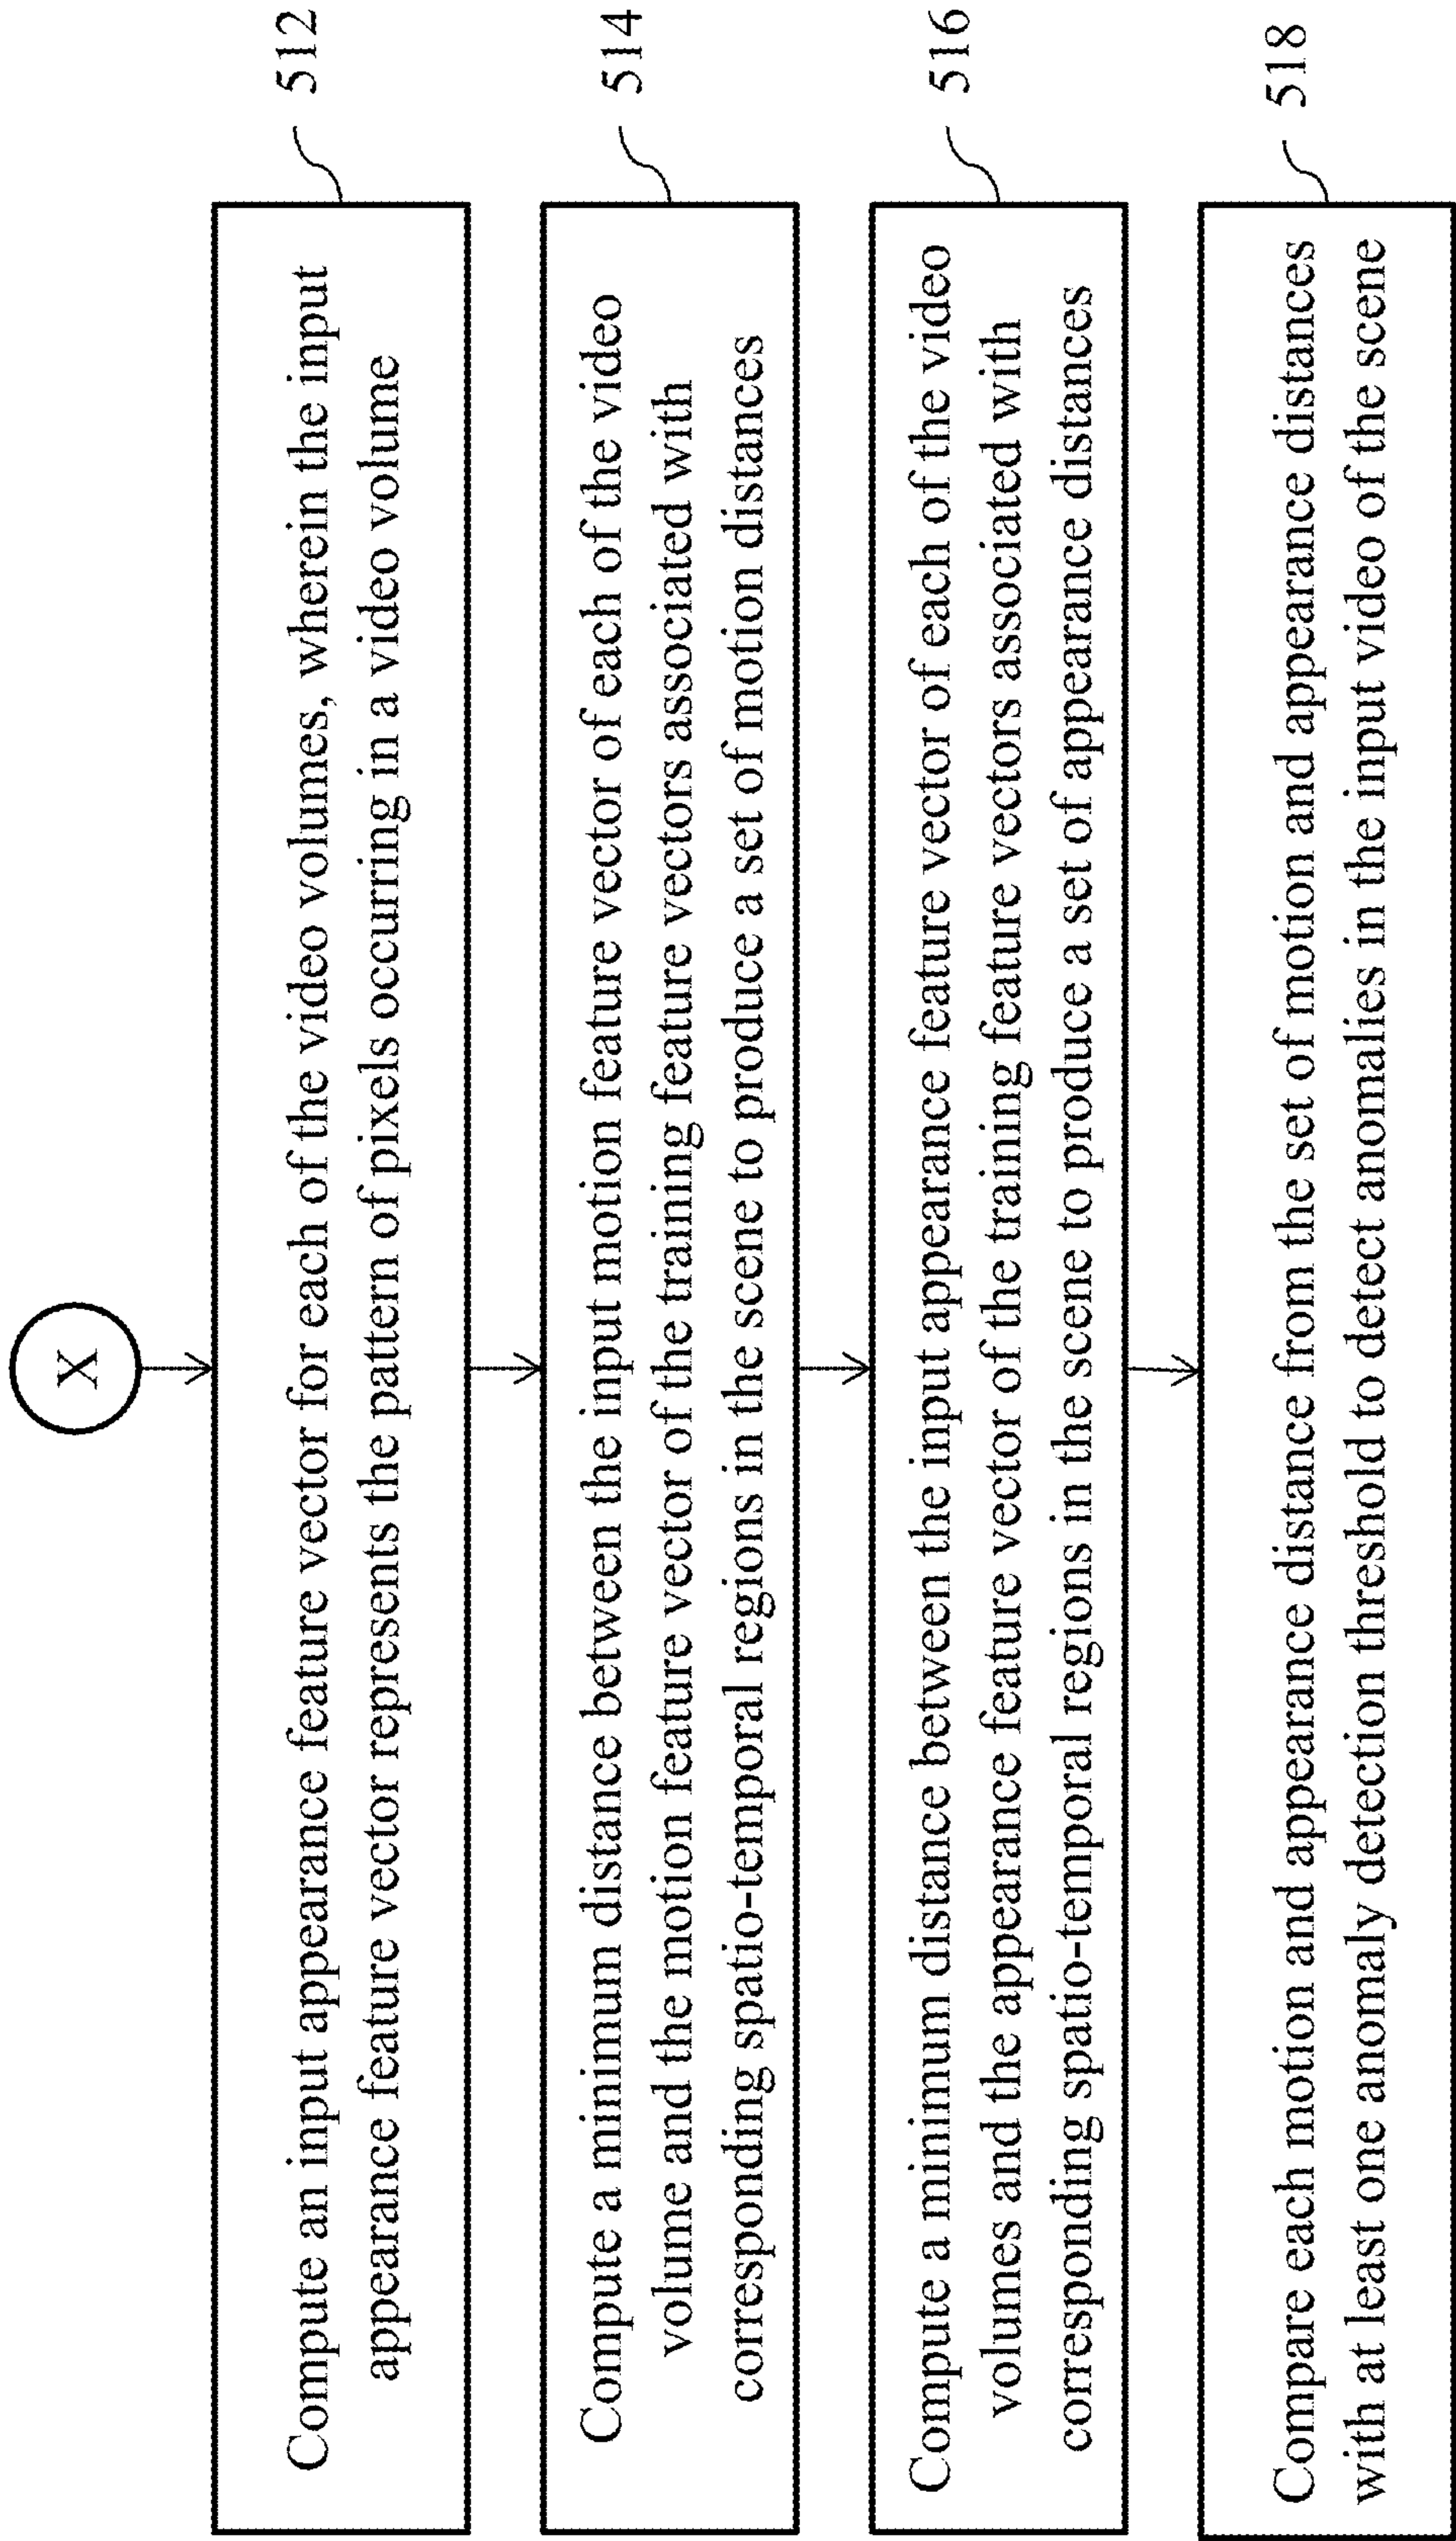 X
512
Compute an input appearance feature vector for each of the video volumes, wherein the input
appearance feature vector represents the pattern of pixels occurring in a video volume
514
Compute a minimum distance between the input motion feature vector of each of the video
volume and the motion feature vector of the training feature vectors associated with
corresponding spatio-temporal regions in the scene to produce a set of motion distances
516
Compute a minimum distance between the input appearance feature vector of each of the video
volumes and the appearance feature vector of the training feature vectors associated with
corresponding spatio-temporal regions in the scene to produce a set of appearance distances
518
Compare each motion and appearance distance from the set of motion and appearance distances
with at least one anomaly detection threshold to detect anomalies in the input video of the scene